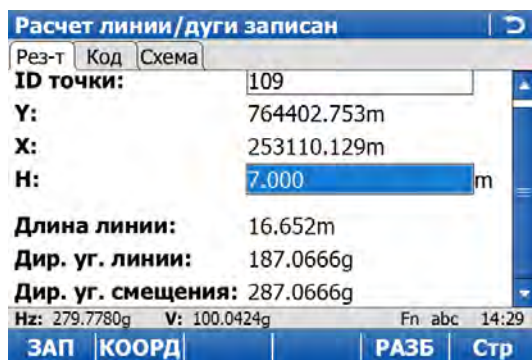 Расчет линии/дуги записан
Рез-т Код Схема
ID точки: 109
Y: 764402.753m
X: 253110.129m
H: 7.000 m
Длина линии: 16.652m
Дир. уг. линии: 187.0666g
Дир. уг. смещения: 287.0666g
Hz: 279.7780g V: 100.0424g Fn abc 14:29
ЗАП КООРД РАЗБ Стр